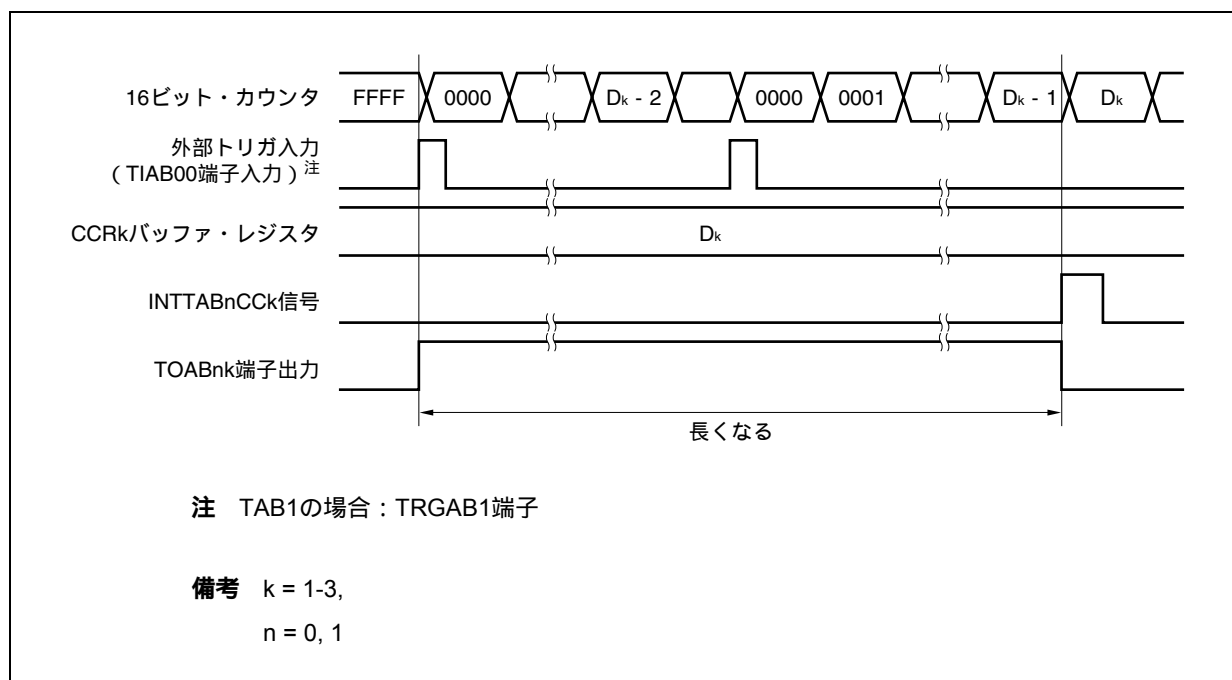 16ビット・カウンタ FFFF 0000 Dk - 2 0000 0001 Dk - 1 Dk
外部トリガ入力
（TIAB00端子入力）注
CCRkバッファ・レジスタ Dk
INTTABnCCk信号
TOABnk端子出力
長くなる
注 TAB1の場合：TRGAB1端子
備考 k = 1-3,
n = 0, 1